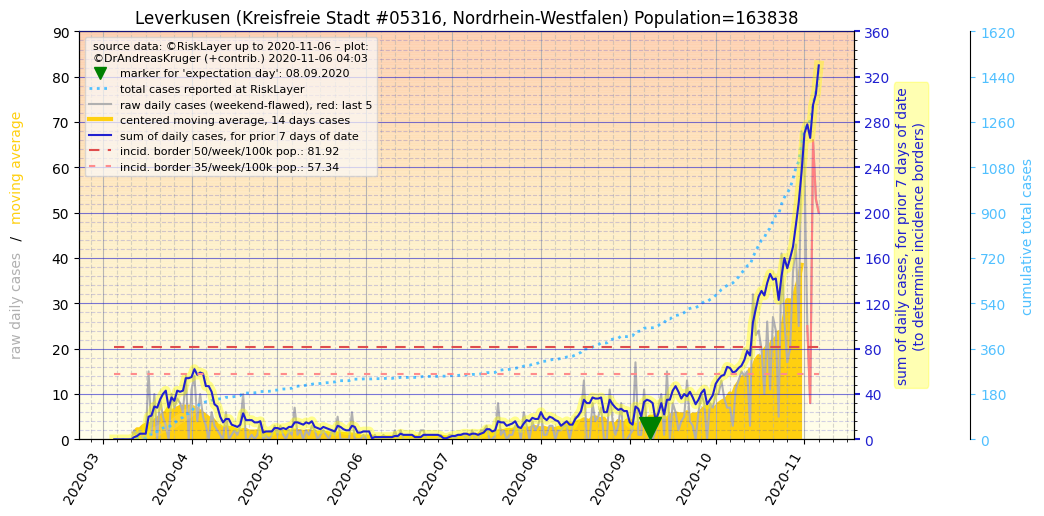 Leverkusen (Kreisfreie Stadt #05316, Nordrhein-Westfalen) Population=163838
source data: ©RiskLayer up to 2020-11-06 – plot:
©DrAndreasKruger (+contrib.) 2020-11-06 04:03
marker for 'expectation day': 08.09.2020
total cases reported at RiskLayer
raw daily cases (weekend-flawed), red: last 5
centered moving average, 14 days cases
sum of daily cases, for prior 7 days of date
incid. border 50/week/100k pop.: 81.92
incid. border 35/week/100k pop.: 57.34
raw daily cases / moving average
90
80
70
60
50
40
30
20
10
0
2020-03
2020-04
2020-05
2020-06
2020-07
2020-08
2020-09
2020-10
2020-11
360
320
280
240
200
160
120
80
40
0
sum of daily cases, for prior 7 days of date
(to determine incidence borders)
1620
1440
1260
1080
900
720
540
360
180
0
cumulative total cases